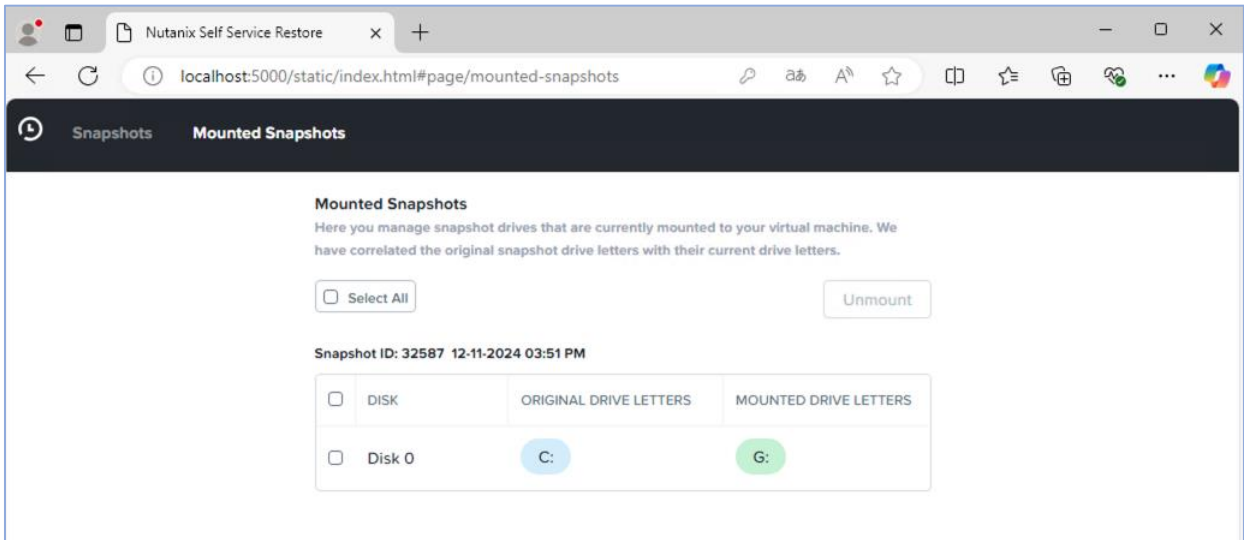 Nutanix Self Service Restore
localhost:5000/static/index.html#page/mounted-snapshots
Snapshots Mounted Snapshots
Mounted Snapshots
Here you manage snapshot drives that are currently mounted to your virtual machine. We
have correlated the original snapshot drive letters with their current drive letters.
Select All Unmount
Snapshot ID: 32587 12-11-2024 03:51 PM
DISK ORIGINAL DRIVE LETTERS MOUNTED DRIVE LETTERS
Disk 0 C: G: